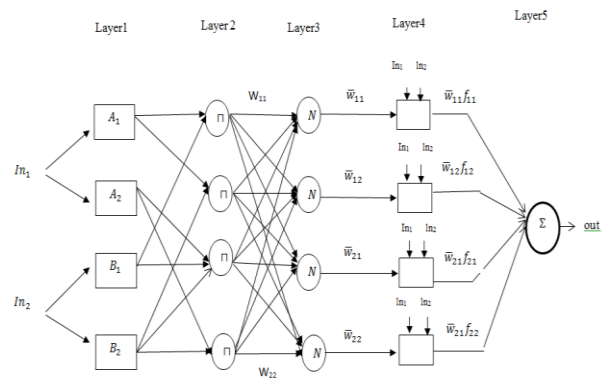 Layer1 Layer 2 Layer3 Layer4 Layer5
In₁ In₂
A₁ Π W₁₁ N w̅₁₁ w̅₁₁f₁₁
In₁ In₂
In₁
A₂ Π N w̅₁₂ w̅₁₂f₁₂
Σ out
In₁ In₂
B₁ Π N w̅₂₁ w̅₂₁f₂₁
In₂
In₁ In₂
B₂ Π N w̅₂₂ w̅₂₁f₂₂
W₂₂